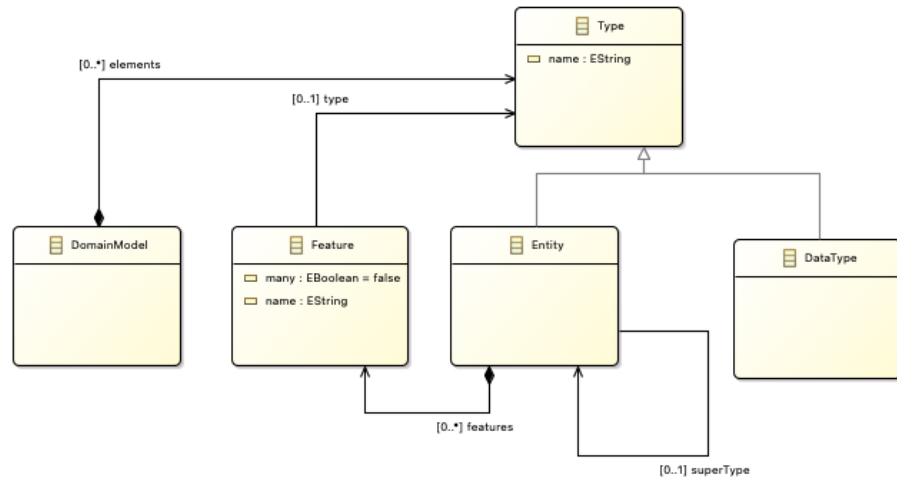 Type
name : EString
[0..*] elements
[0..1] type
DomainModel
Feature
many : EBoolean = false
name : EString
Entity
DataType
[0..*] features
[0..1] superType